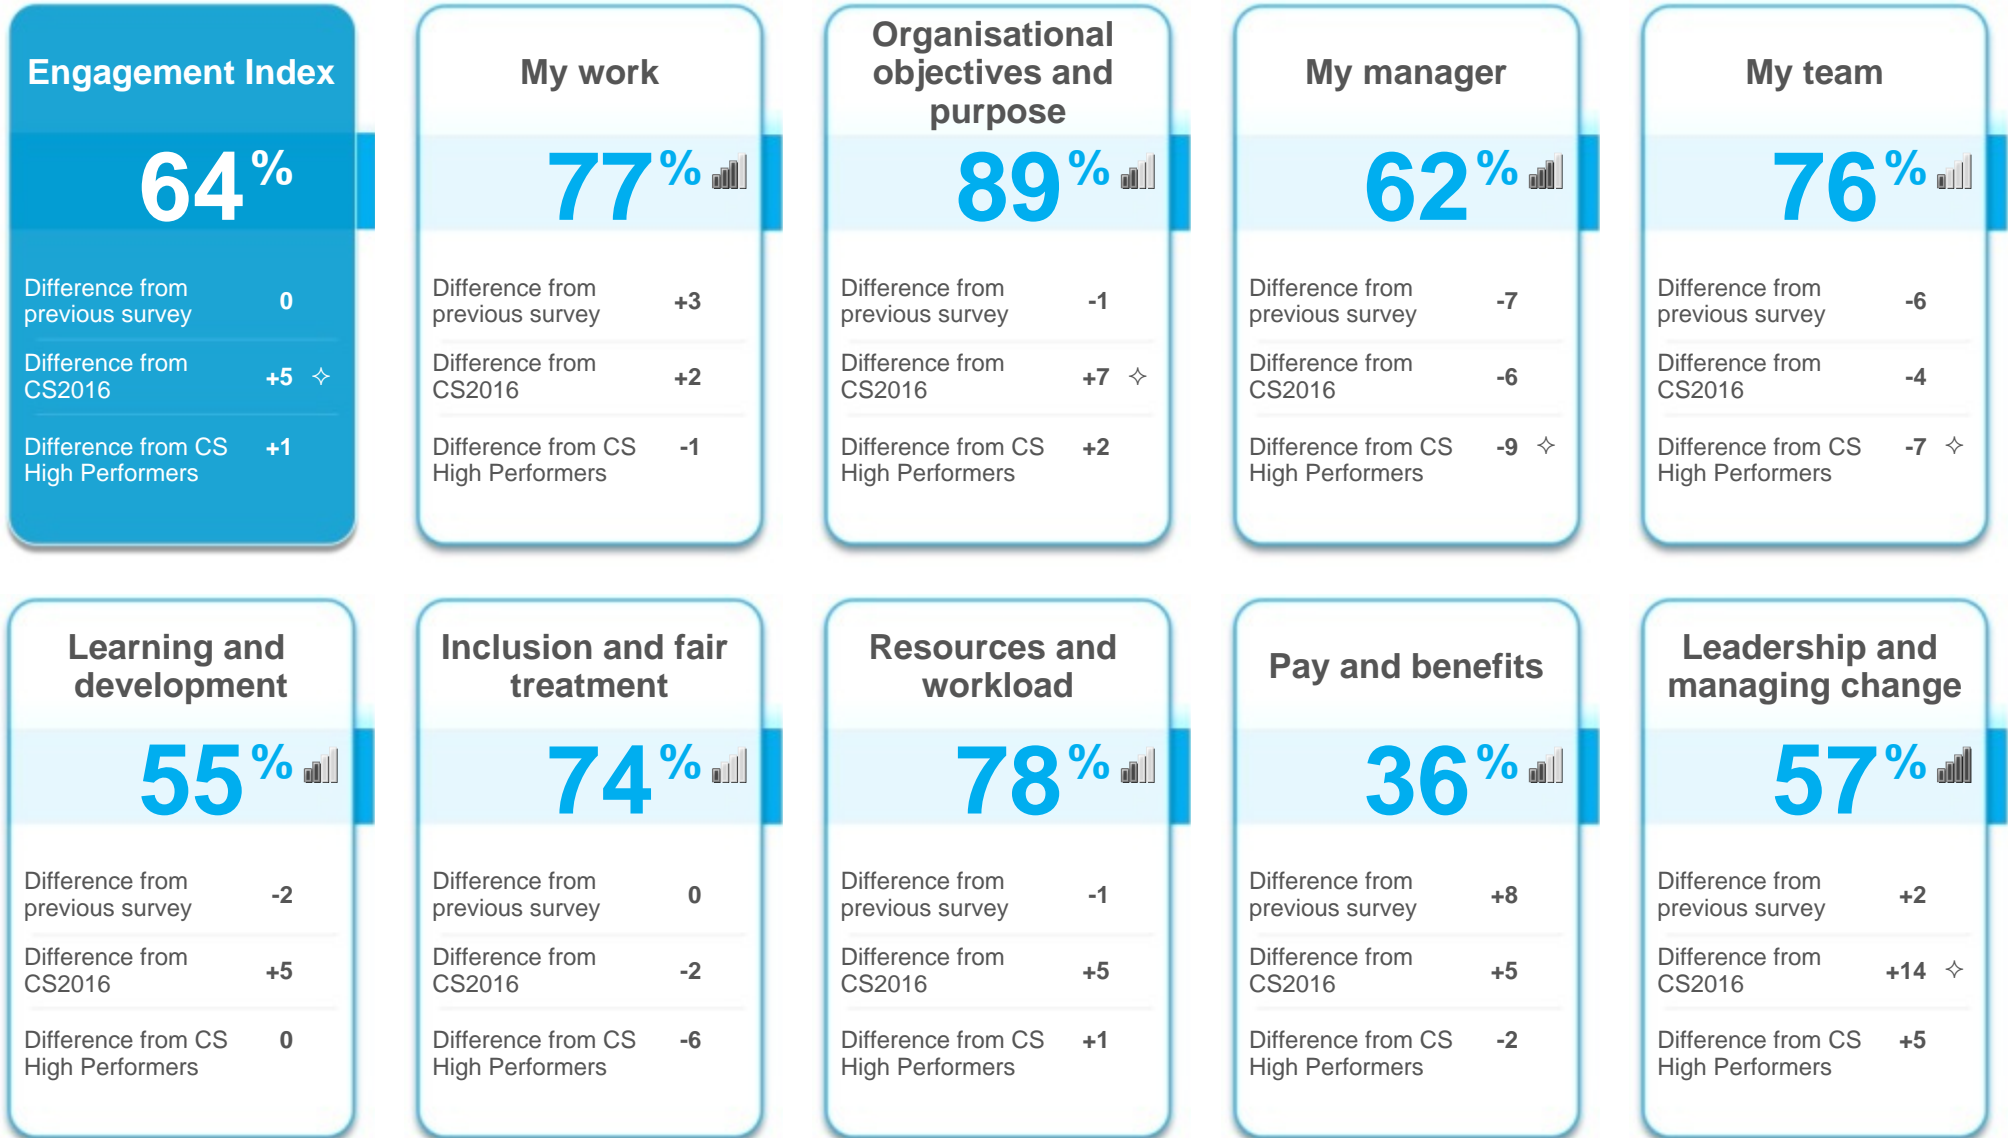 Engagement Index
64%
Difference from
previous survey
0
Difference from
CS2016
+5 ✧
Difference from CS
High Performers
+1
My work
77%
Difference from
previous survey
+3
Difference from
CS2016
+2
Difference from CS
High Performers
-1
Organisational
objectives and
purpose
89%
Difference from
previous survey
-1
Difference from
CS2016
+7 ✧
Difference from CS
High Performers
+2
My manager
62%
Difference from
previous survey
-7
Difference from
CS2016
-6
Difference from CS
High Performers
-9 ✧
My team
76%
Difference from
previous survey
-6
Difference from
CS2016
-4
Difference from CS
High Performers
-7 ✧
Learning and
development
55%
Difference from
previous survey
-2
Difference from
CS2016
+5
Difference from CS
High Performers
0
Inclusion and fair
treatment
74%
Difference from
previous survey
0
Difference from
CS2016
-2
Difference from CS
High Performers
-6
Resources and
workload
78%
Difference from
previous survey
-1
Difference from
CS2016
+5
Difference from CS
High Performers
+1
Pay and benefits
36%
Difference from
previous survey
+8
Difference from
CS2016
+5
Difference from CS
High Performers
-2
Leadership and
managing change
57%
Difference from
previous survey
+2
Difference from
CS2016
+14 ✧
Difference from CS
High Performers
+5